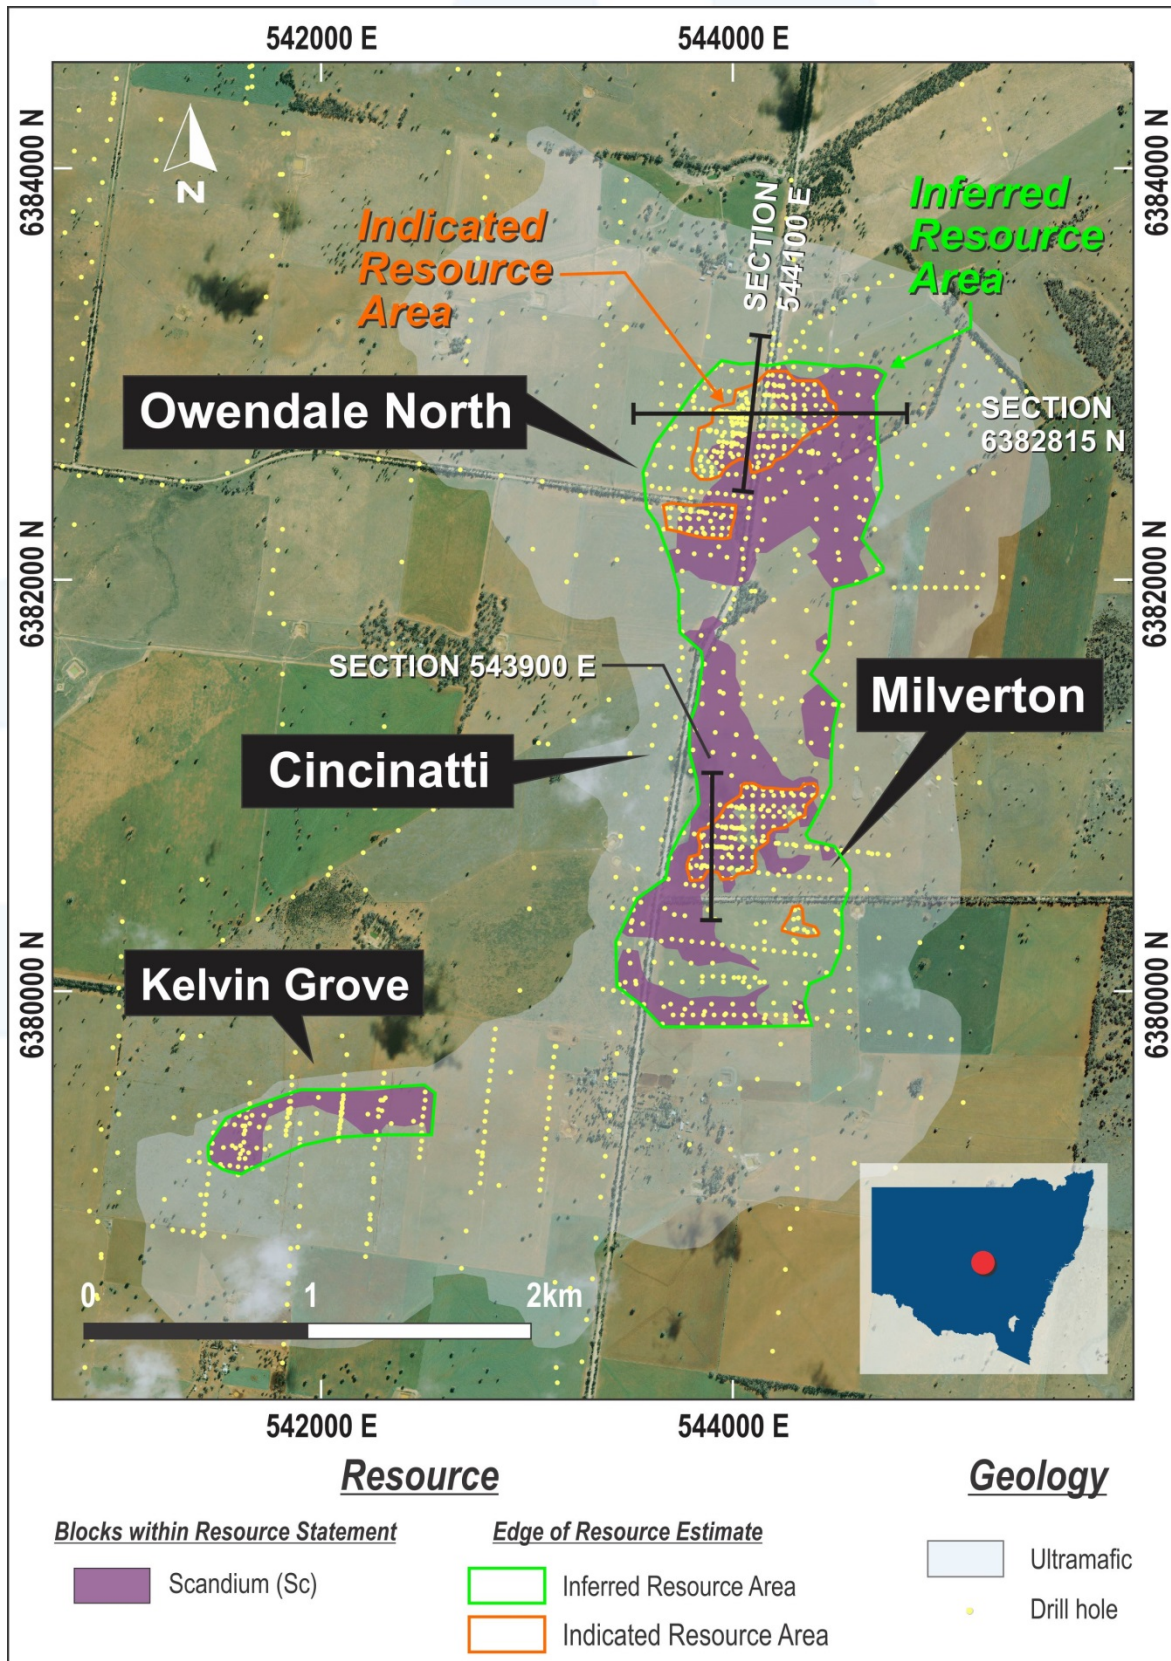 542000 E
544000 E
6384000 N
6384000 N
N
Indicated
Resource
Area
SECTION
544100 E
Inferred
Resource
Area
Owendale North
SECTION
6382815 N
6382000 N
6382000 N
SECTION 543900 E
Milverton
Cincinatti
Kelvin Grove
6380000 N
6380000 N
0
1
2km
542000 E
544000 E
Resource
Geology
Blocks within Resource Statement
Edge of Resource Estimate
Scandium (Sc)
Inferred Resource Area
Indicated Resource Area
Ultramafic
Drill hole